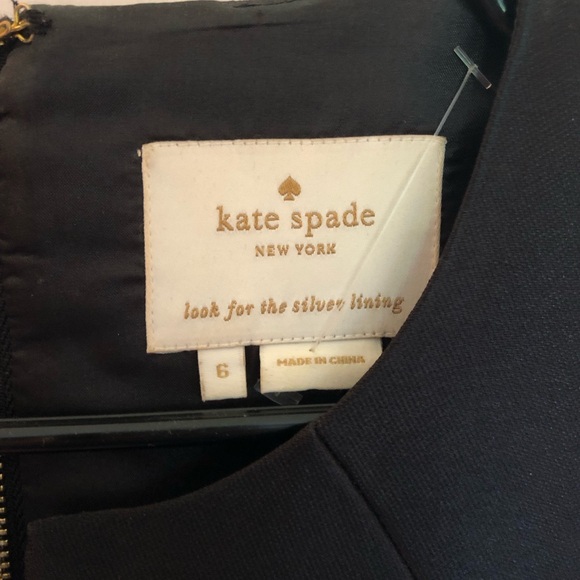 kate spade
NEW YORK
look for the silver lining
6
MADE IN CHINA